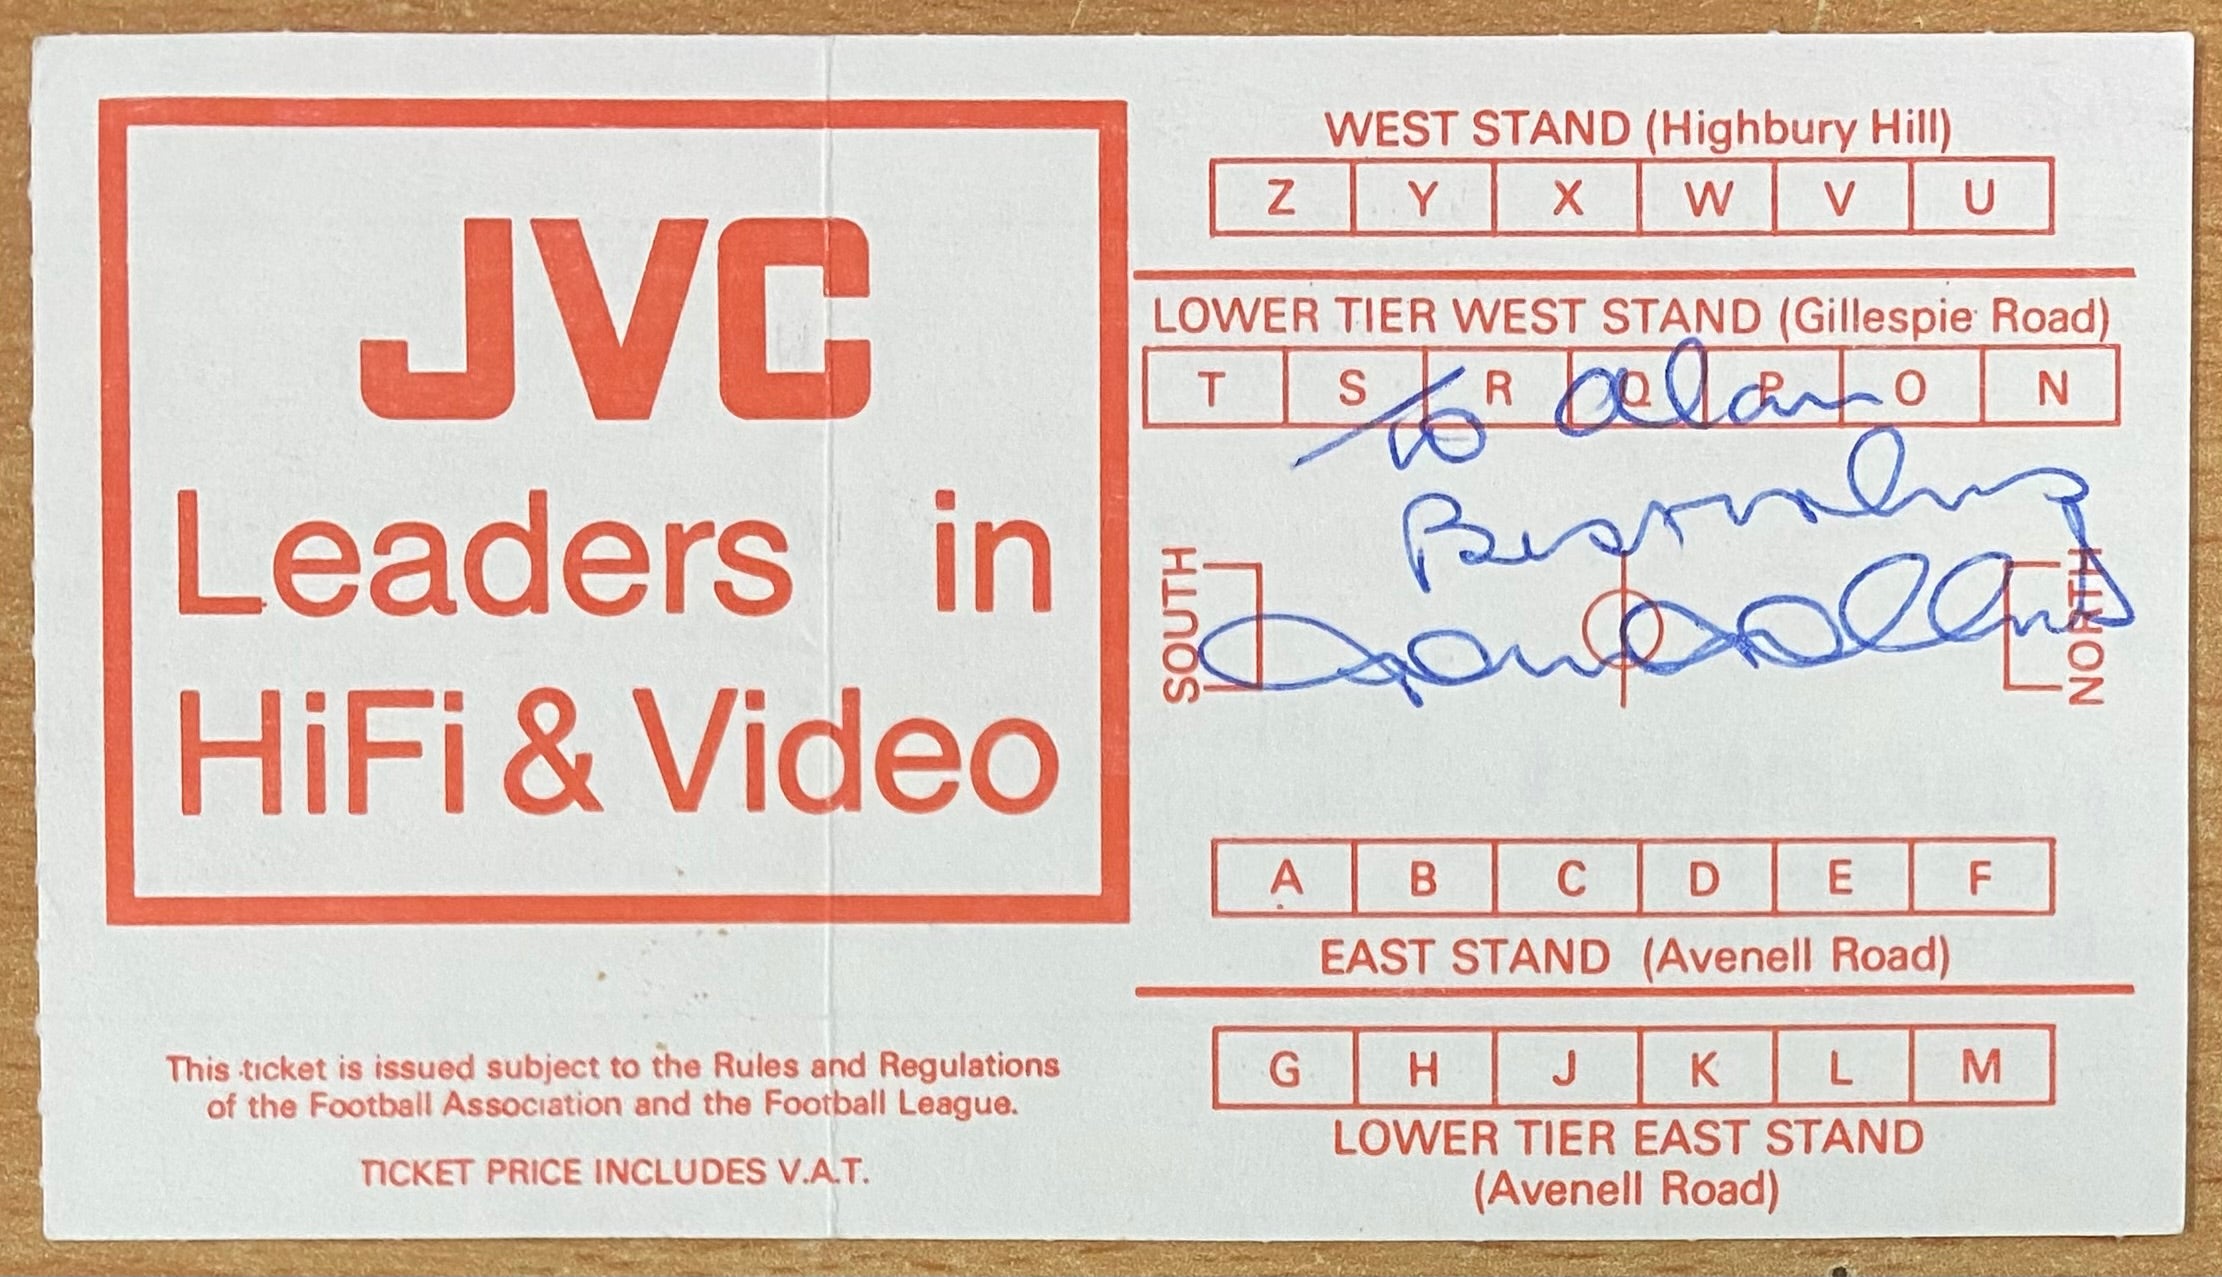 JVC
Leaders in
HiFi & Video
This ticket is issued subject to the Rules and Regulations
of the Football Association and the Football League.
TICKET PRICE INCLUDES V.A.T.
WEST STAND (Highbury Hill)
Z Y X W V U
LOWER TIER WEST STAND (Gillespie Road)
T S R Q P O N
To Alan
Best wishes
SOUTH
NORTH
A B C D E F
EAST STAND (Avenell Road)
G H J K L M
LOWER TIER EAST STAND
(Avenell Road)